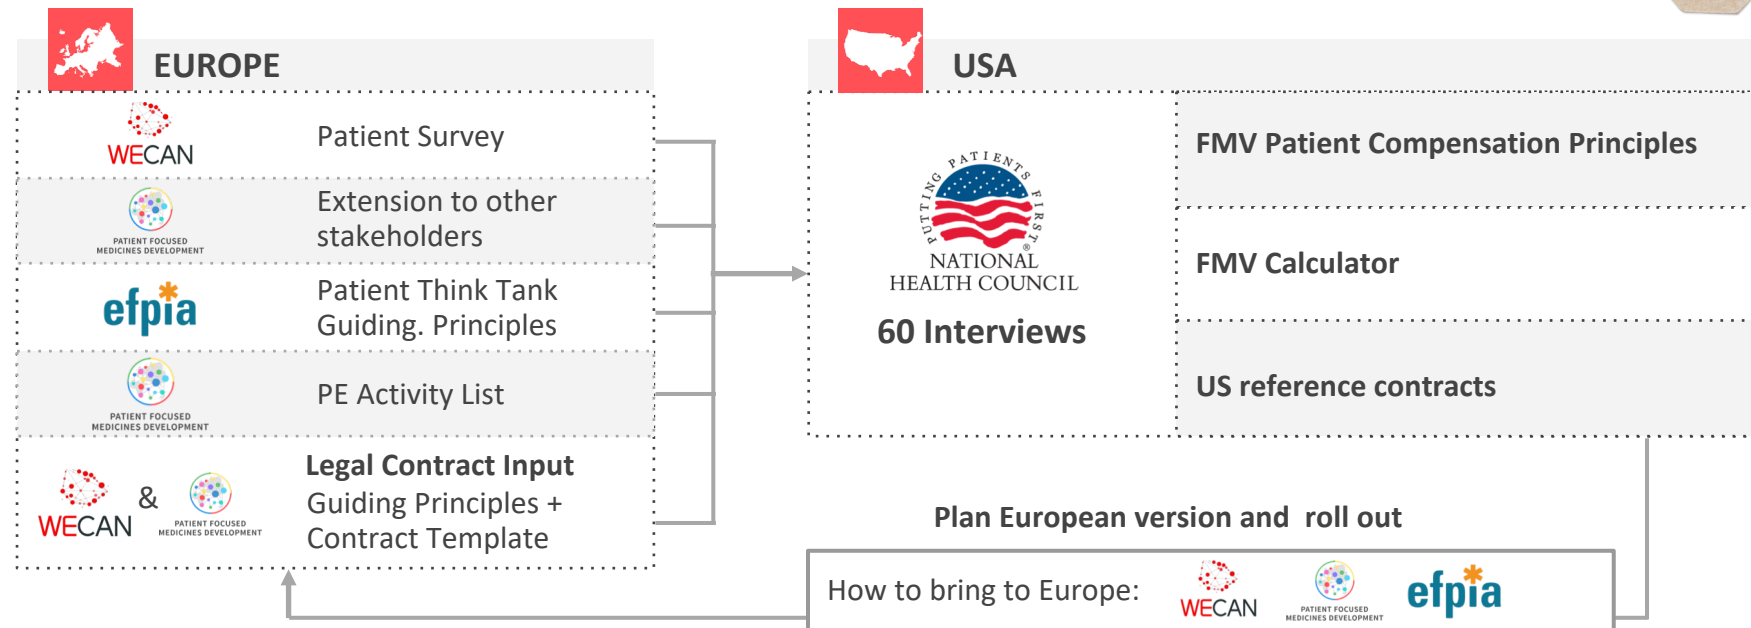 EUROPE
WECAN
Patient Survey
PATIENT FOCUSED
MEDICINES DEVELOPMENT
Extension to other
stakeholders
efpia
Patient Think Tank
Guiding. Principles
PATIENT FOCUSED
MEDICINES DEVELOPMENT
PE Activity List
WECAN
&
PATIENT FOCUSED
MEDICINES DEVELOPMENT
Legal Contract Input
Guiding Principles +
Contract Template
USA
PUTTING PATIENTS FIRST
®
NATIONAL
HEALTH COUNCIL
60 Interviews
FMV Patient Compensation Principles
FMV Calculator
US reference contracts
Plan European version and roll out
How to bring to Europe:
WECAN
PATIENT FOCUSED
MEDICINES DEVELOPMENT
efpia